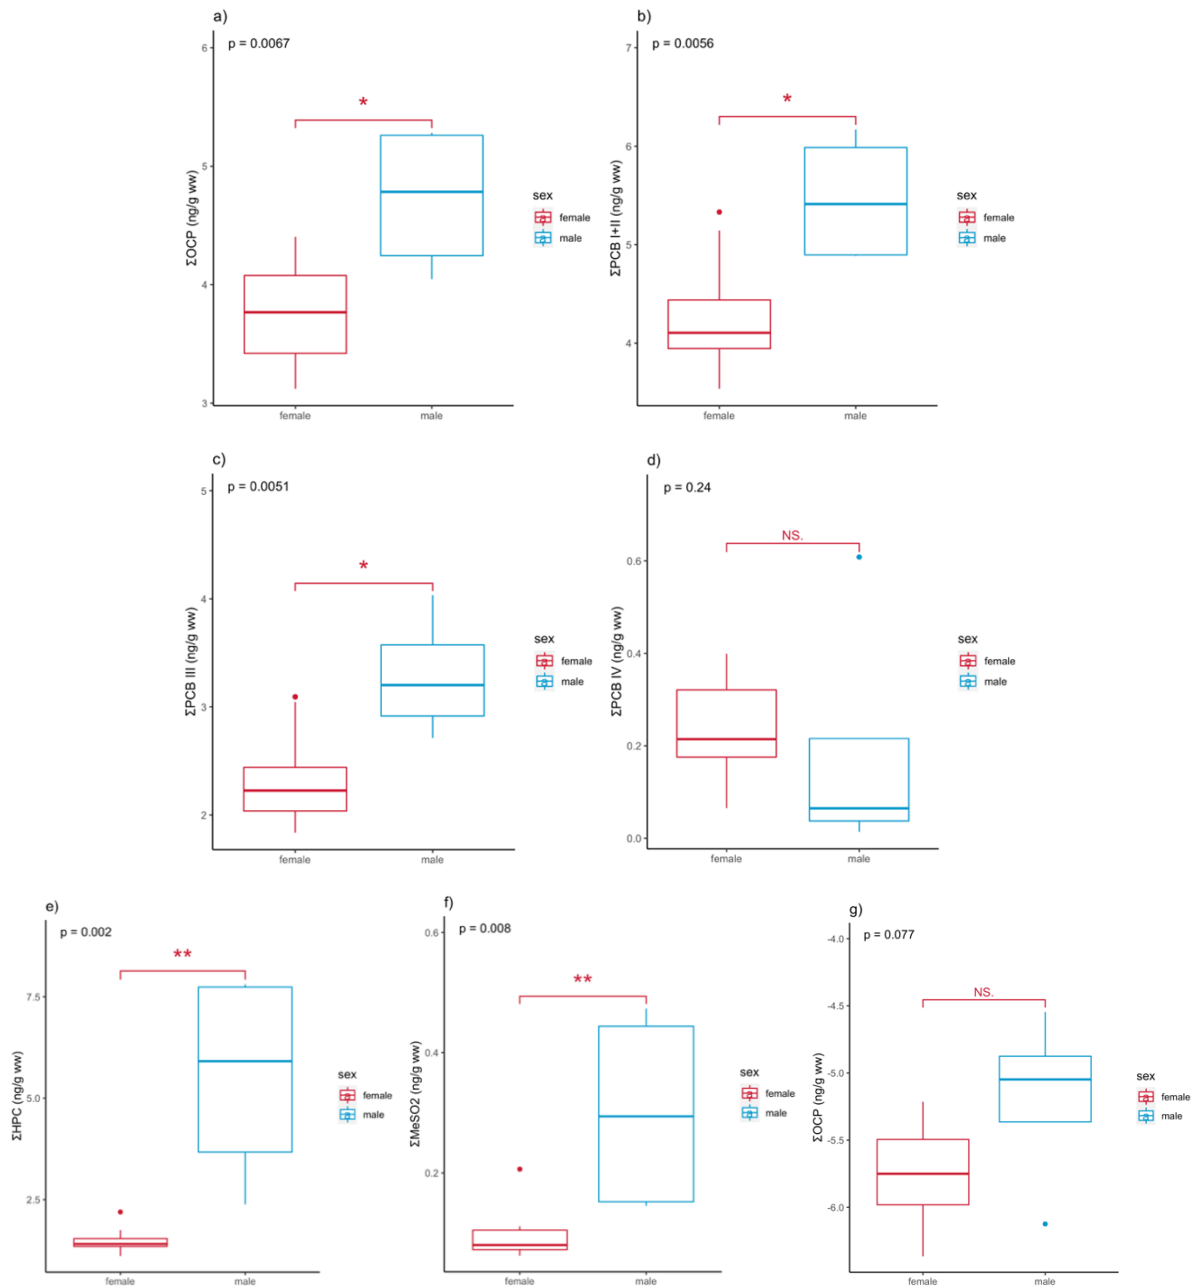 a)
p = 0.0067
6
5
4
3
ΣOCP (ng/g ww)
*
female
male
sex
a female
a male
b)
p = 0.0056
7
6
5
4
ΣPCB I+II (ng/g ww)
*
female
male
sex
a female
a male
c)
p = 0.0051
5
4
3
2
ΣPCB III (ng/g ww)
*
female
male
sex
a female
a male
d)
p = 0.24
0.6
0.4
0.2
0.0
ΣPCB IV (ng/g ww)
NS.
female
male
sex
a female
a male
e)
p = 0.002
7.5
5.0
2.5
ΣHPC (ng/g ww)
**
female
male
sex
a female
a male
f)
p = 0.008
0.6
0.4
0.2
ΣMeSO2 (ng/g ww)
**
female
male
sex
a female
a male
g)
p = 0.077
-4.0
-4.5
-5.0
-5.5
-6.0
ΣOCP (ng/g ww)
NS.
female
male
sex
a female
a male